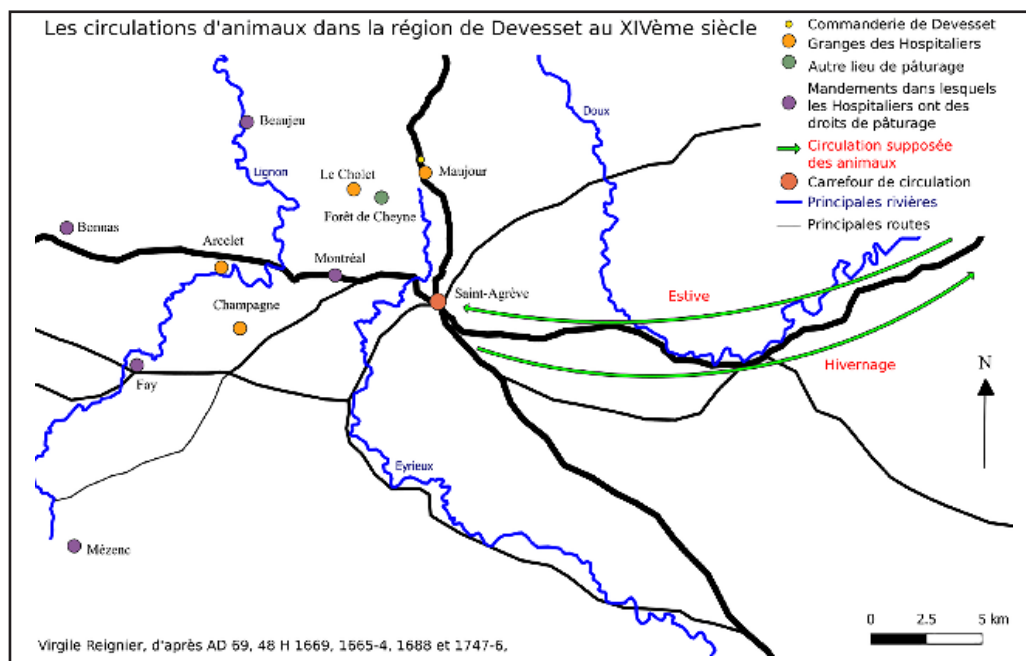 Les circulations d'animaux dans la région de Devesset au XIVème siècle
Commanderie de Devesset
Granges des Hospitaliers
Autre lieu de pâturage
Mandements dans lesquels
les Hospitaliers ont des
droits de pâturage
Circulation supposée
des animaux
Carrefour de circulation
Principales rivières
Principales routes
Beaujeu
Doux
Lignon
Le Cholet
Maujour
Forêt de Cheyne
Bonnas
Arcelet
Montréal
Champagne
Saint-Agrève
Estive
Hivernage
Fay
N
Eyrieux
Mézenc
0 2.5 5 km
Virgile Reignier, d'après AD 69, 48 H 1669, 1665-4, 1688 et 1747-6,